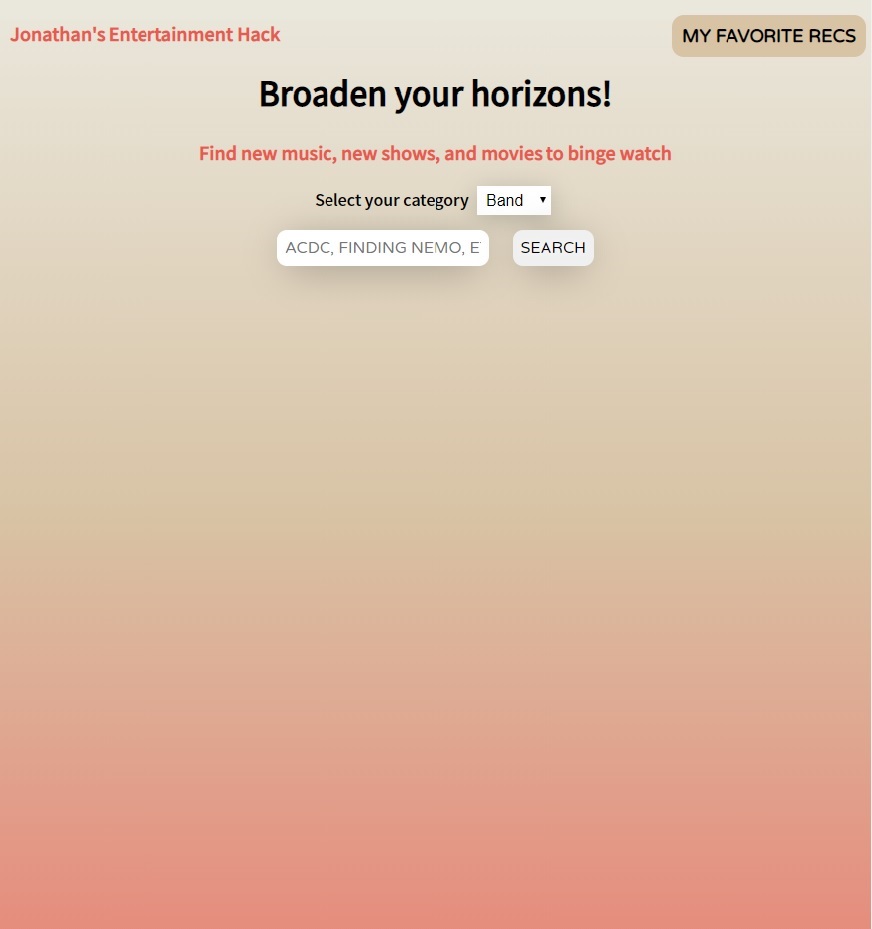 Jonathan's Entertainment Hack
MY FAVORITE RECS
Broaden your horizons!
Find new music, new shows, and movies to binge watch
Select your category Band
ACDC, FINDING NEMO, E
SEARCH